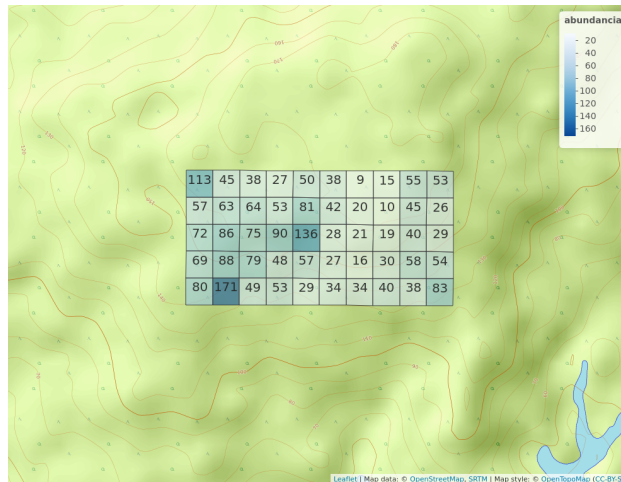 abundancia
20
40
60
80
100
120
140
160
113 45 38 27 50 38 9 15 55 53
57 63 64 53 81 42 20 10 45 26
72 86 75 90 136 28 21 19 40 29
69 88 79 48 57 27 16 30 58 54
80 171 49 53 29 34 34 40 38 83
Leaflet | Map data: © OpenStreetMap, SRTM | Map style: © OpenTopoMap (CC-BY-S